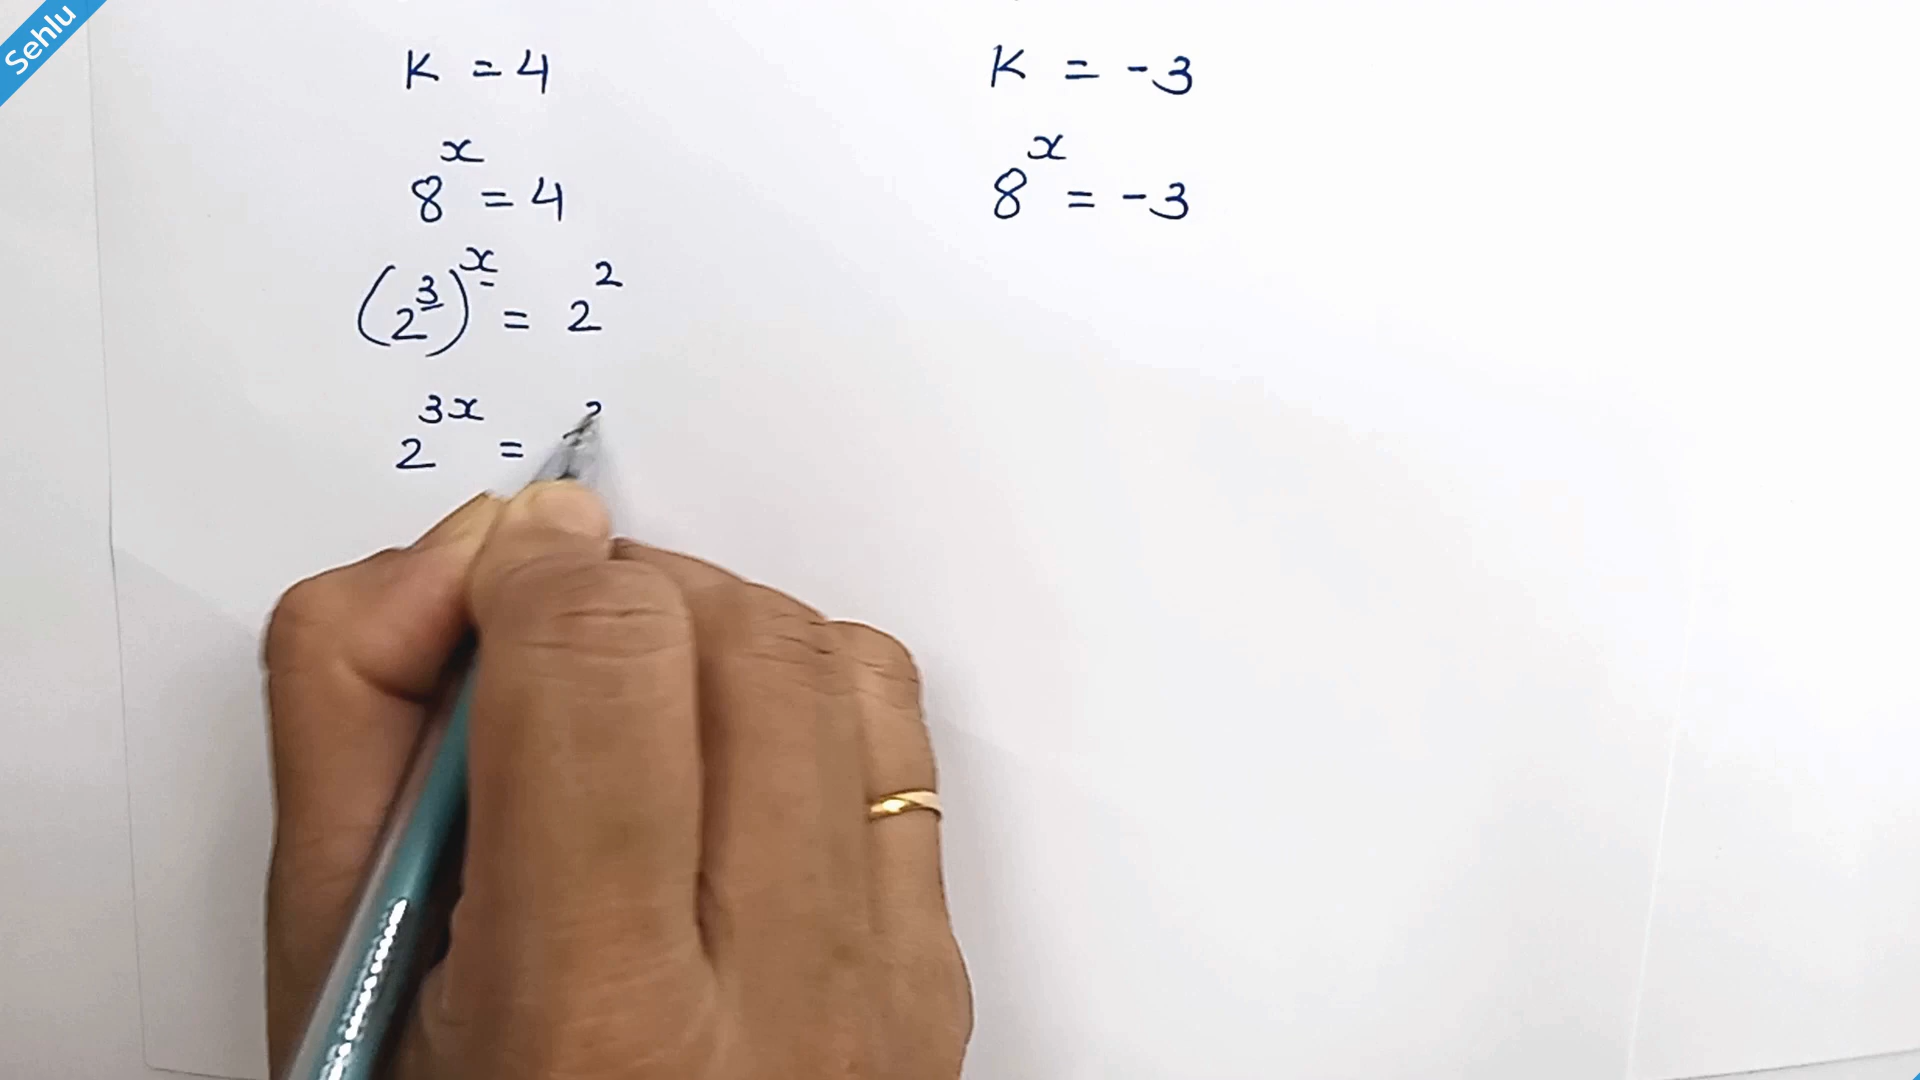 Sehlu
K = 4
8^x = 4
(2^3)^x = 2^2
2^3x =
K = -3
8^x = -3